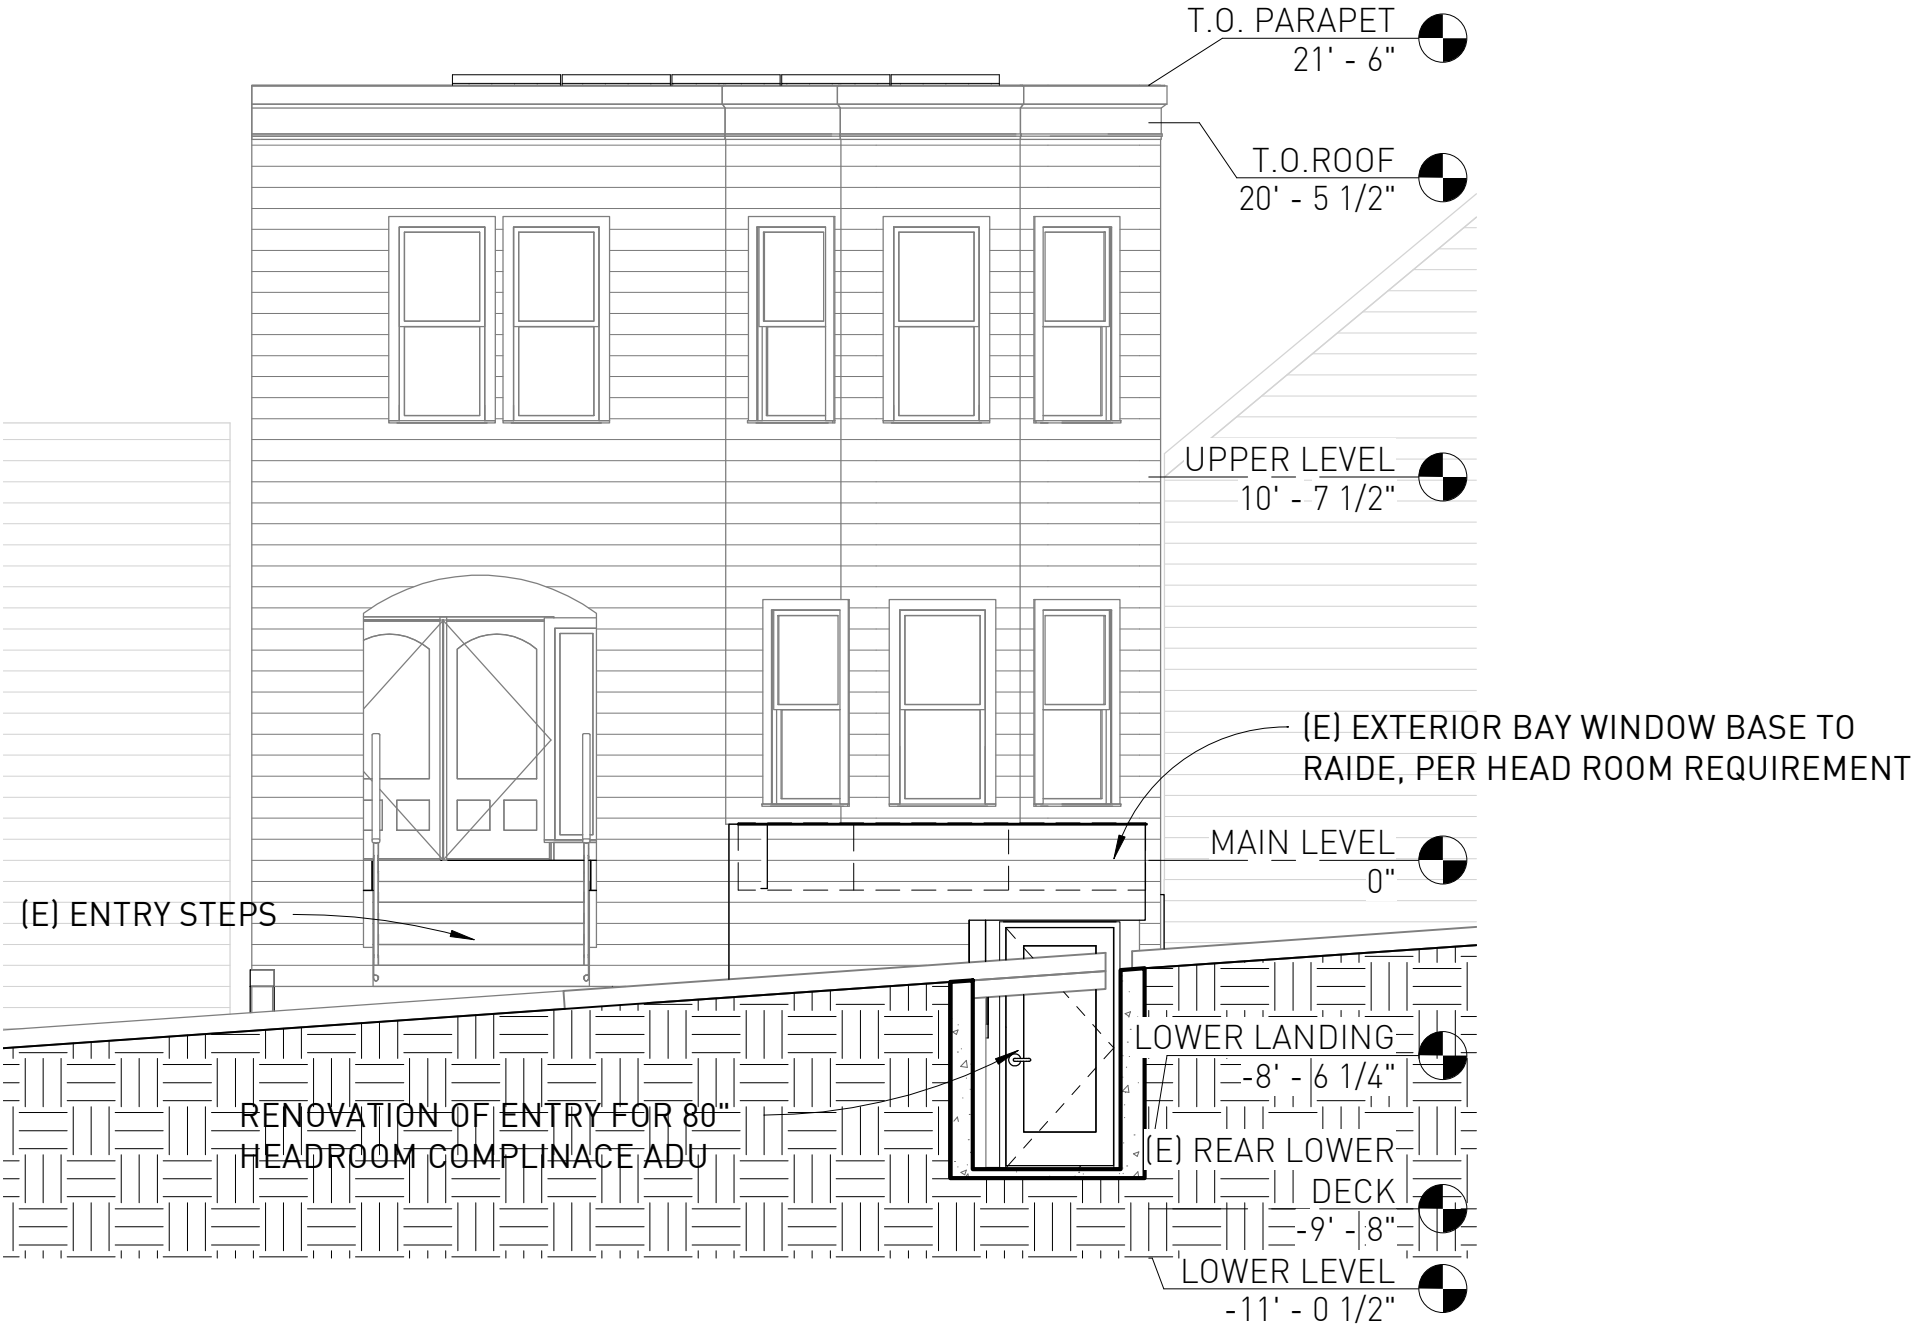 T.O. PARAPET
21' - 6"
T.O.ROOF
20' - 5 1/2"
UPPER LEVEL
10' - 7 1/2"
(E) EXTERIOR BAY WINDOW BASE TO
RAIDE, PER HEAD ROOM REQUIREMENT
MAIN LEVEL
0"
(E) ENTRY STEPS
LOWER LANDING
-8' - 6 1/4"
RENOVATION OF ENTRY FOR 80"
HEADROOM COMPLINACE ADU
(E) REAR LOWER
DECK
-9' - 8"
LOWER LEVEL
-11' - 0 1/2"